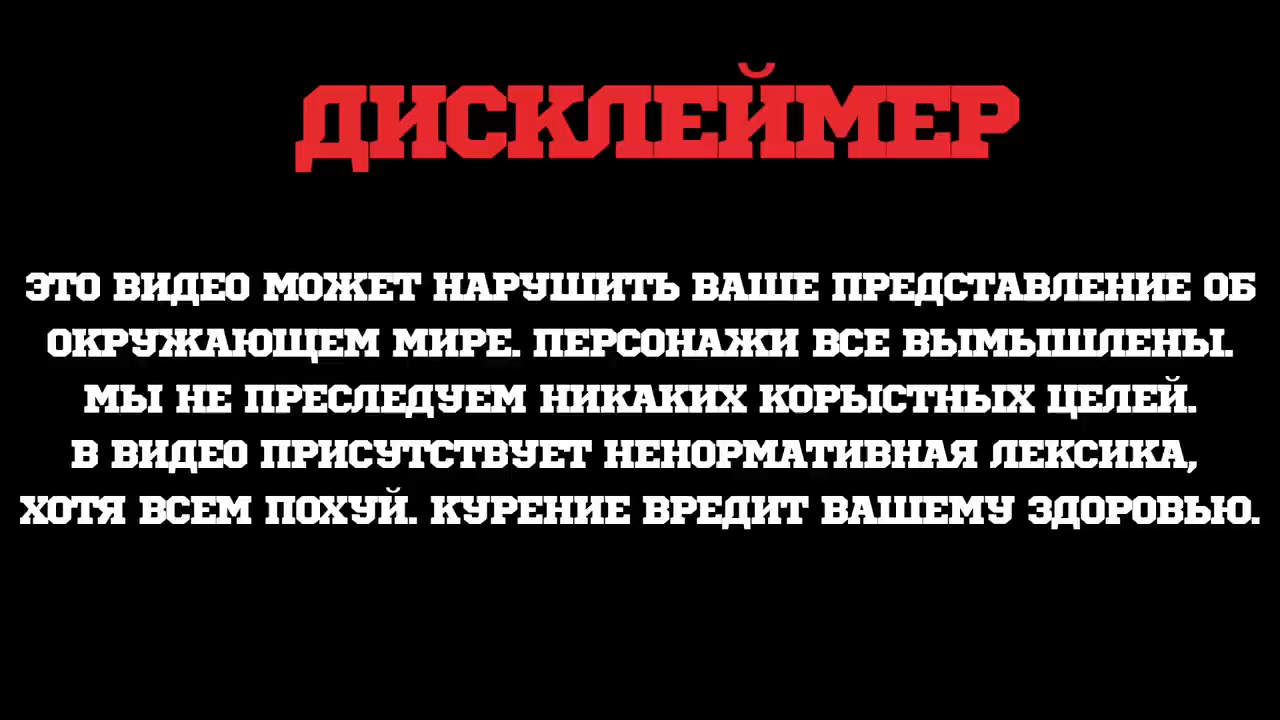 ДИСКЛЕЙМЕР
ЭТО ВИДЕО МОЖЕТ НАРУШИТЬ ВАШЕ ПРЕДСТАВЛЕНИЕ ОБ
ОКРУЖАЮЩЕМ МИРЕ. ПЕРСОНАЖИ ВСЕ ВЫМЫШЛЕНЫ.
МЫ НЕ ПРЕСЛЕДУЕМ НИКАКИХ КОРЫСТНЫХ ЦЕЛЕЙ.
В ВИДЕО ПРИСУТСТВУЕТ НЕНОРМАТИВНАЯ ЛЕКСИКА,
ХОТЯ ВСЕМ ПОХУЙ. КУРЕНИЕ ВРЕДИТ ВАШЕМУ ЗДОРОВЬЮ.